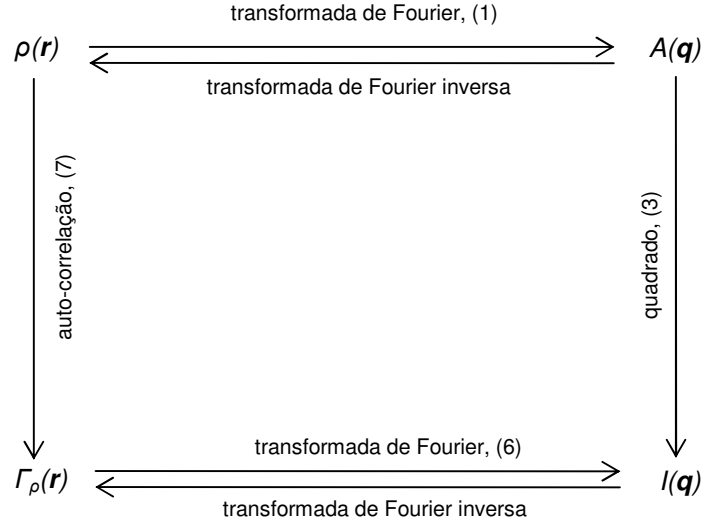 transformada de Fourier, (1)
ρ(r) A(q)
transformada de Fourier inversa
auto-correlação, (7)
quadrado, (3)
transformada de Fourier, (6)
Γρ(r) I(q)
transformada de Fourier inversa